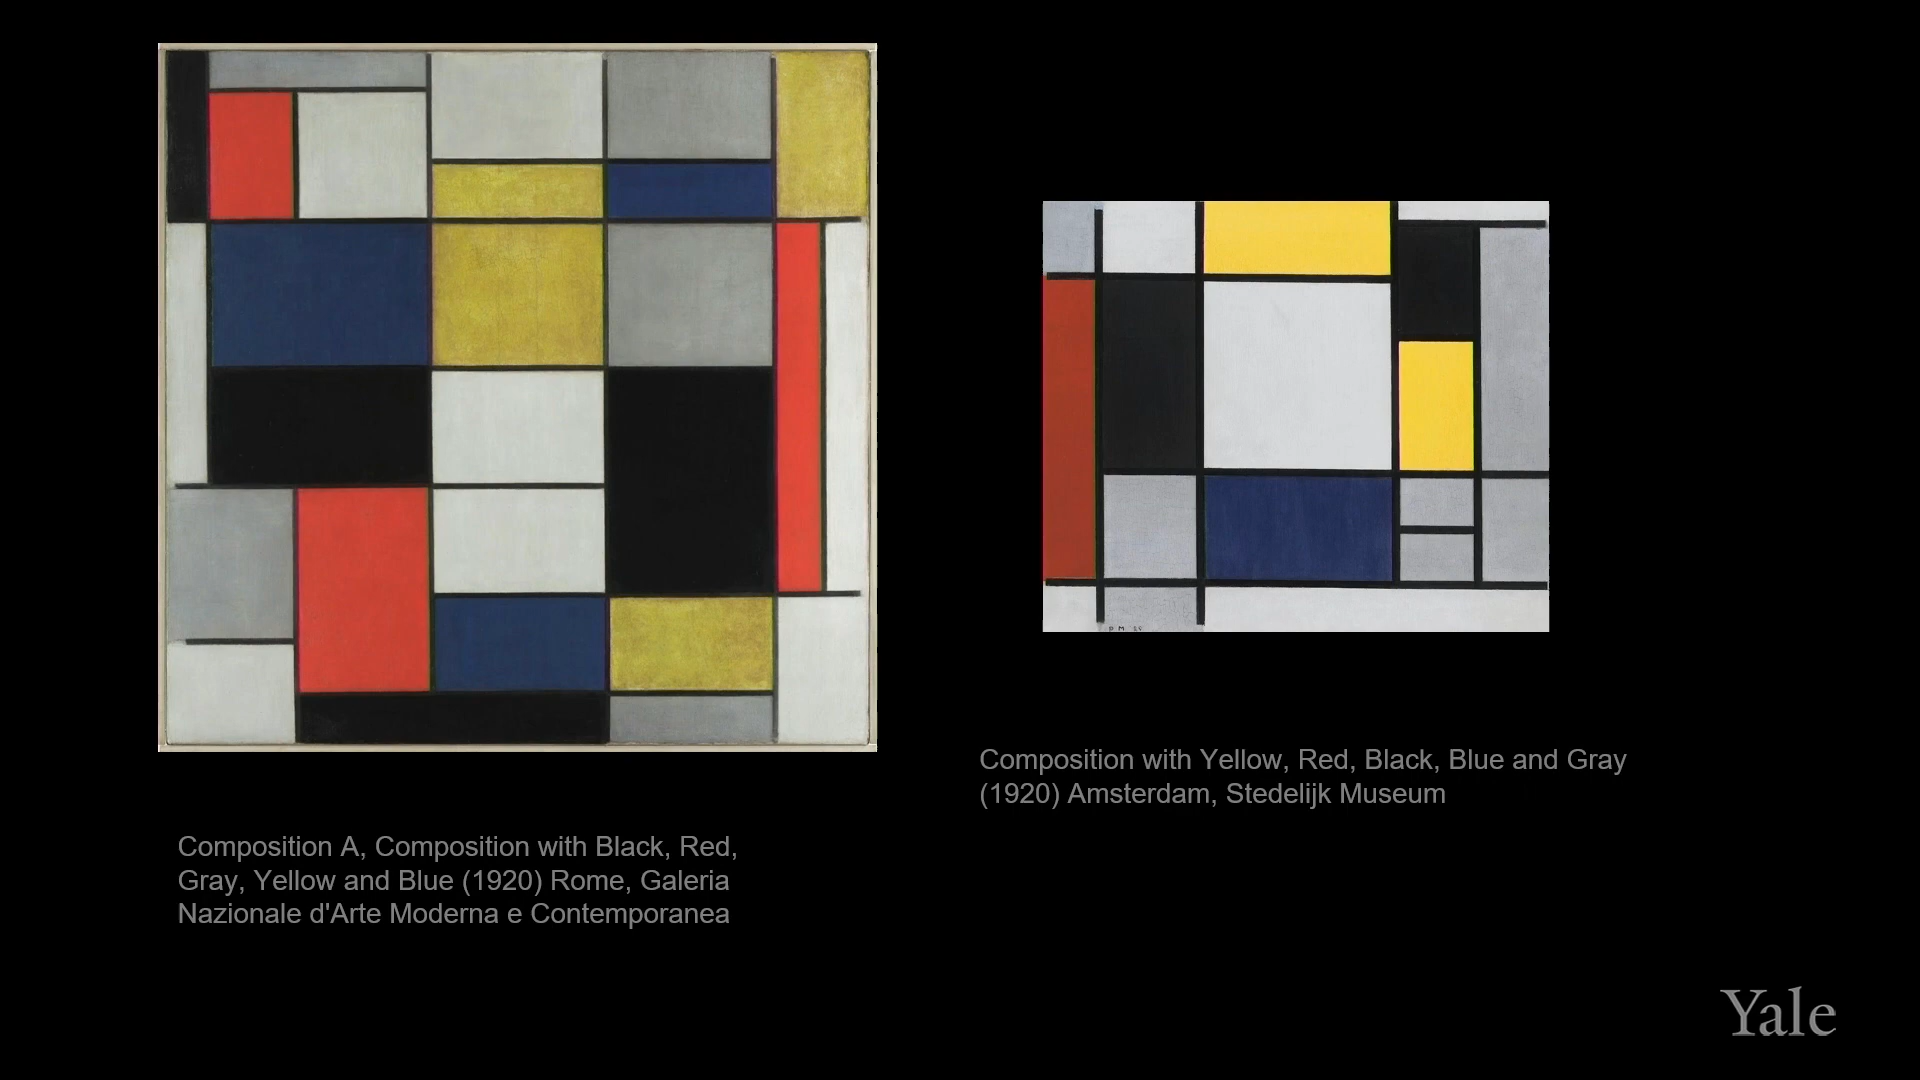 Composition with Yellow, Red, Black, Blue and Gray
(1920) Amsterdam, Stedelijk Museum
Composition A, Composition with Black, Red,
Gray, Yellow and Blue (1920) Rome, Galeria
Nazionale d'Arte Moderna e Contemporanea
Yale